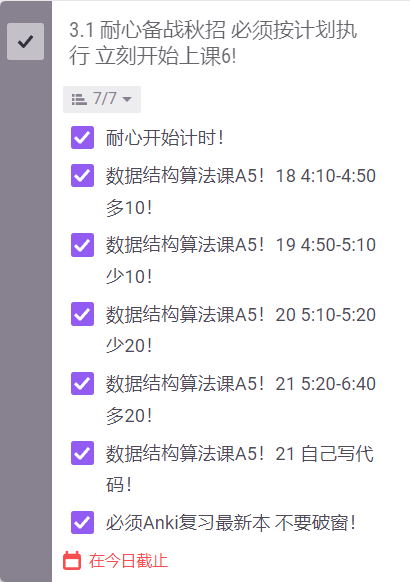 3.1 耐心备战秋招 必须按计划执
行 立刻开始上课6!
7/7
耐心开始计时！
数据结构算法课A5！18 4:10-4:50
多10！
数据结构算法课A5！19 4:50-5:10
少10！
数据结构算法课A5！20 5:10-5:20
少20！
数据结构算法课A5！21 5:20-6:40
多20！
数据结构算法课A5！21 自己写代
码！
必须Anki复习最新本 不要破窗！
在今日截止